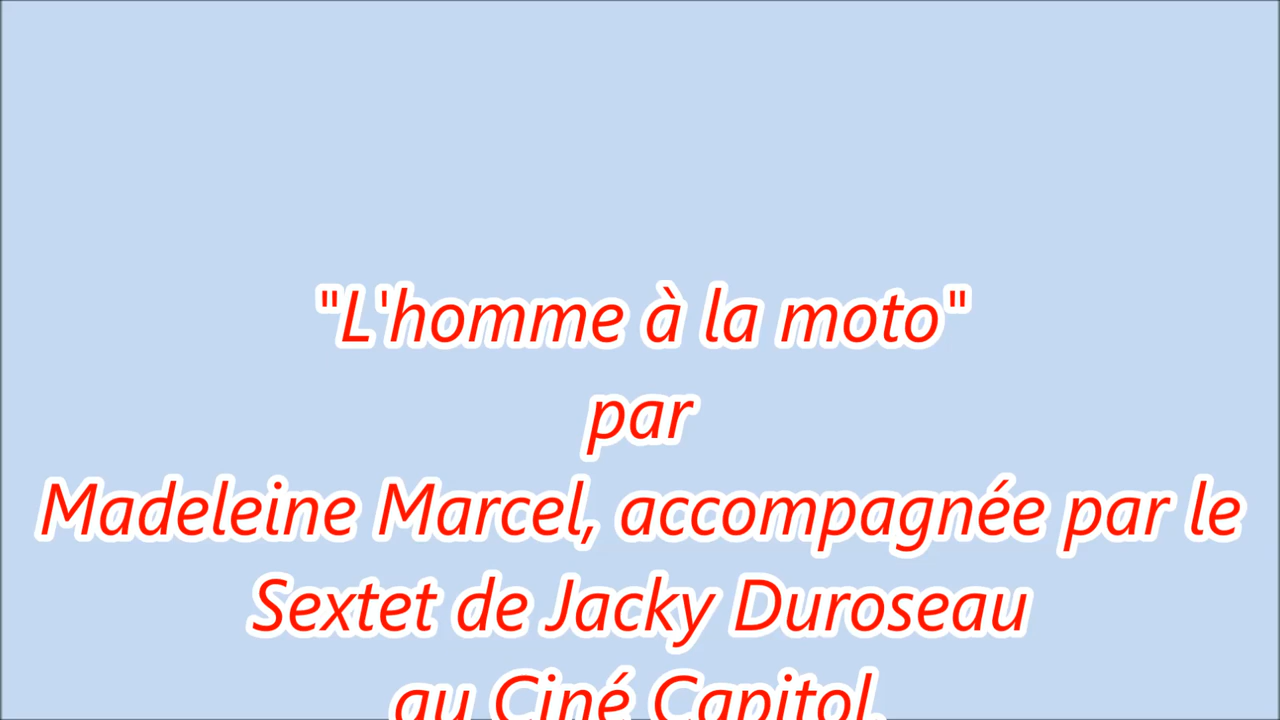 "L'homme à la moto"
par
Madeleine Marcel, accompagnée par le
Sextet de Jacky Duroseau
au Ciné Capitol.